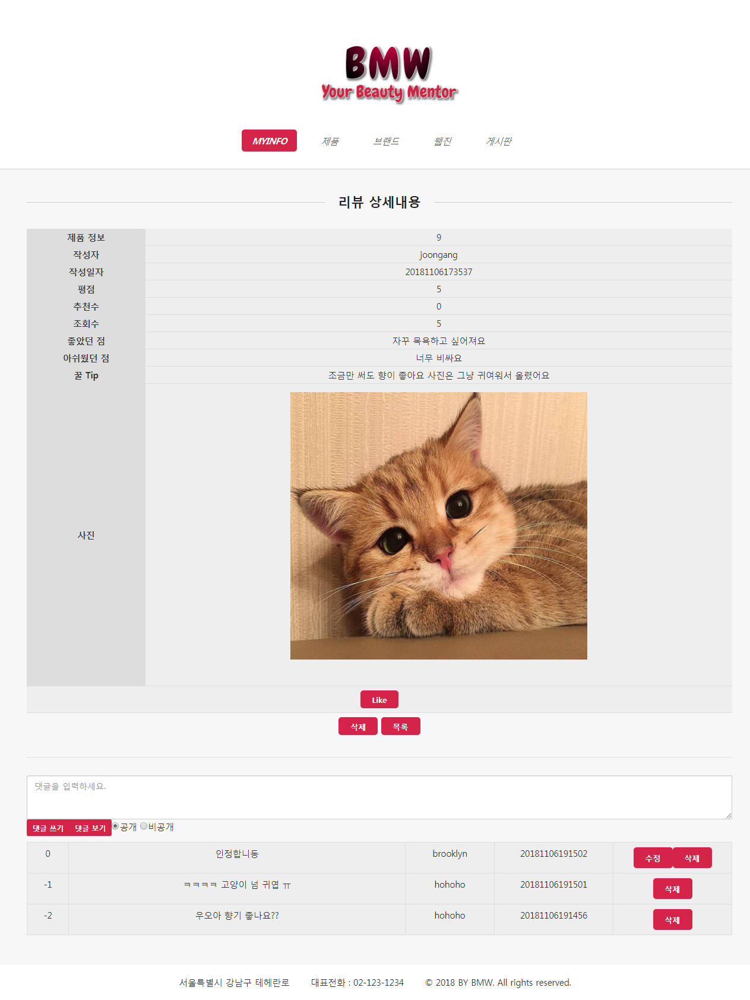 BMW
Your Beauty Mentor
MYINFO 제품 브랜드 웹진 게시판
리뷰 상세내용
제품 정보 9
작성자 joongang
작성일자 20181106173537
평점 5
추천수 0
조회수 5
좋았던 점 자꾸 목욕하고 싶어져요
아쉬웠던 점 너무 비싸요
꿀 Tip 조금만 써도 향이 좋아요 사진은 그냥 귀여워서 올렸어요
사진
Like
삭제 목록
댓글을 입력하세요.
댓글 쓰기 댓글 보기 공개 비공개
0 인정합니동 brooklyn 20181106191502 수정 삭제
-1 ㅋㅋㅋㅋ 고양이 넘 귀엽 ㅠ hohoho 20181106191501 삭제
-2 우오아 향기 좋나요?? hohoho 20181106191456 삭제
서울특별시 강남구 테헤란로 대표전화 : 02-123-1234 © 2018 BY BMW. All rights reserved.